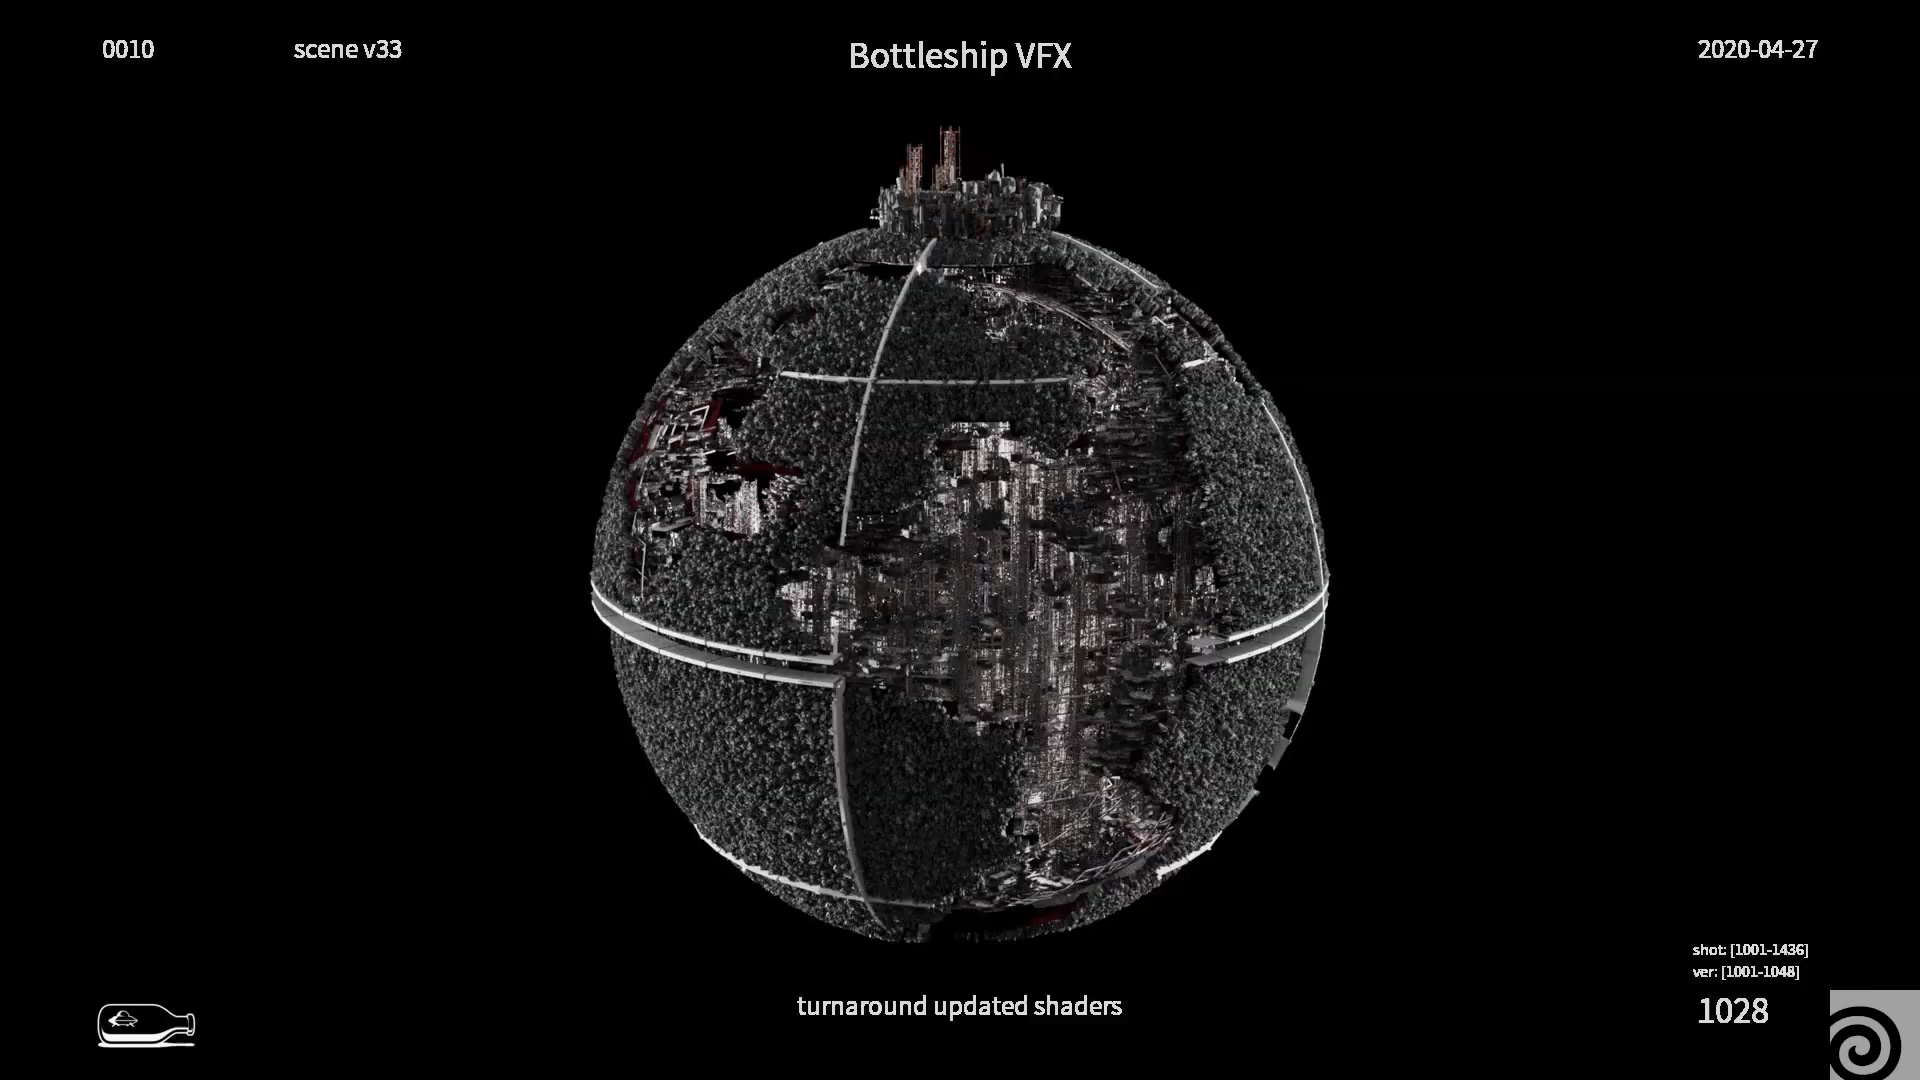 0010
scene v33
Bottleship VFX
2020-04-27
shot: [1001-1436]
ver: [1001-1048]
turnaround updated shaders
1028